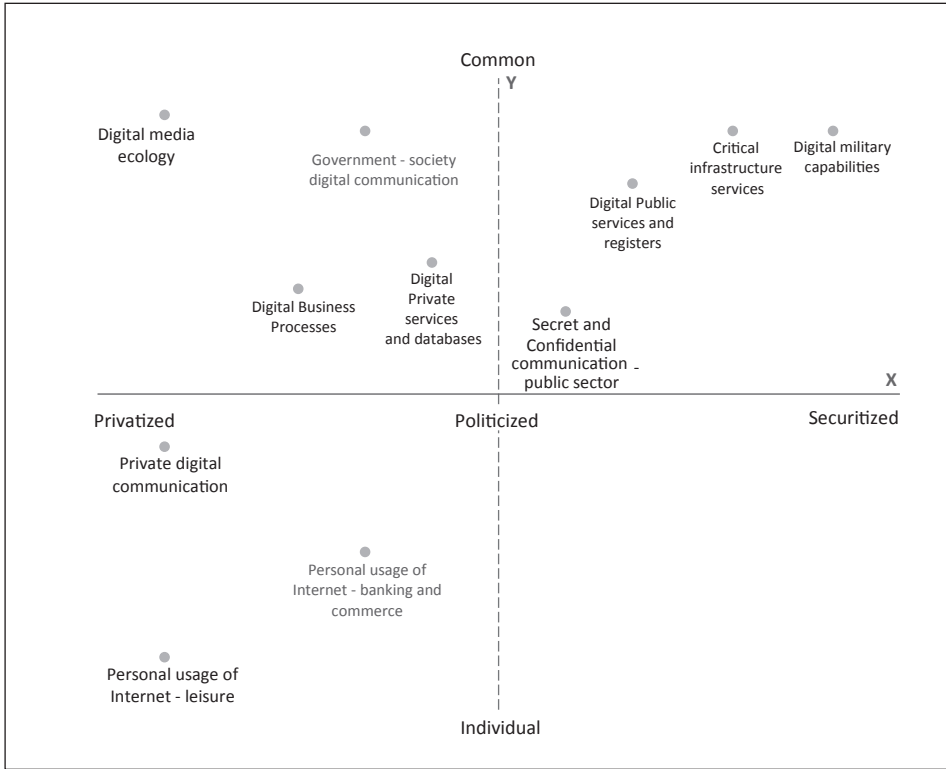 Common
Y
Digital media
ecology
Government - society
digital communication
Critical
infrastructure
services
Digital military
capabilities
Digital Public
services and
registers
Digital Business
Processes
Digital
Private
services
and databases
Secret and
Confidential
communication -
public sector
X
Privatized
Politicized
Securitized
Private digital
communication
Personal usage of
Internet - banking and
commerce
Personal usage of
Internet - leisure
Individual